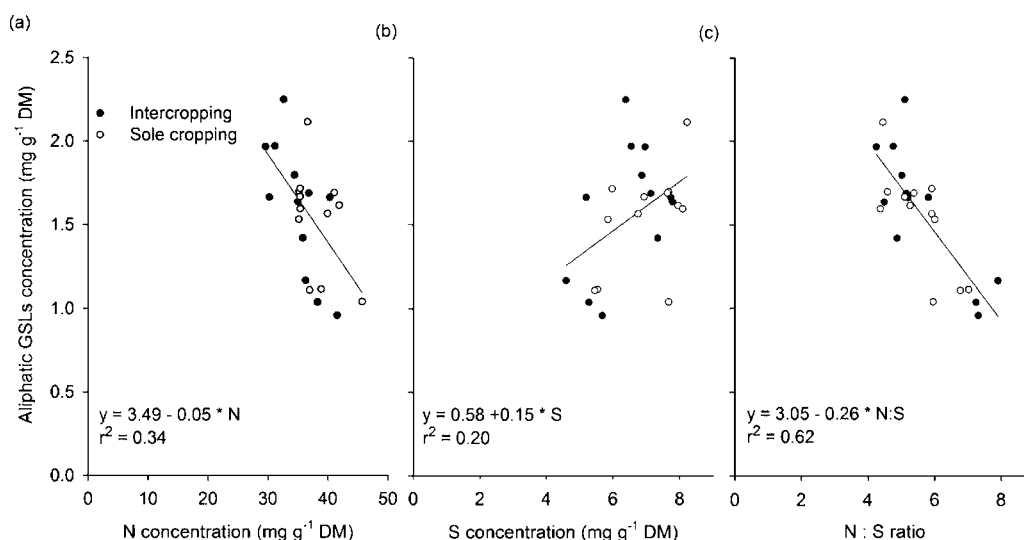 (a)
(b)
(c)
Aliphatic GSLs concentration (mg g⁻¹ DM)
2.5
2.0
1.5
1.0
0.5
0.0
Intercropping
Sole cropping
y = 3.49 - 0.05 * N
r² = 0.34
y = 0.58 +0.15 * S
r² = 0.20
y = 3.05 - 0.26 * N:S
r² = 0.62
0 10 20 30 40 50
0 2 4 6 8
0 2 4 6 8
N concentration (mg g⁻¹ DM)
S concentration (mg g⁻¹ DM)
N : S ratio